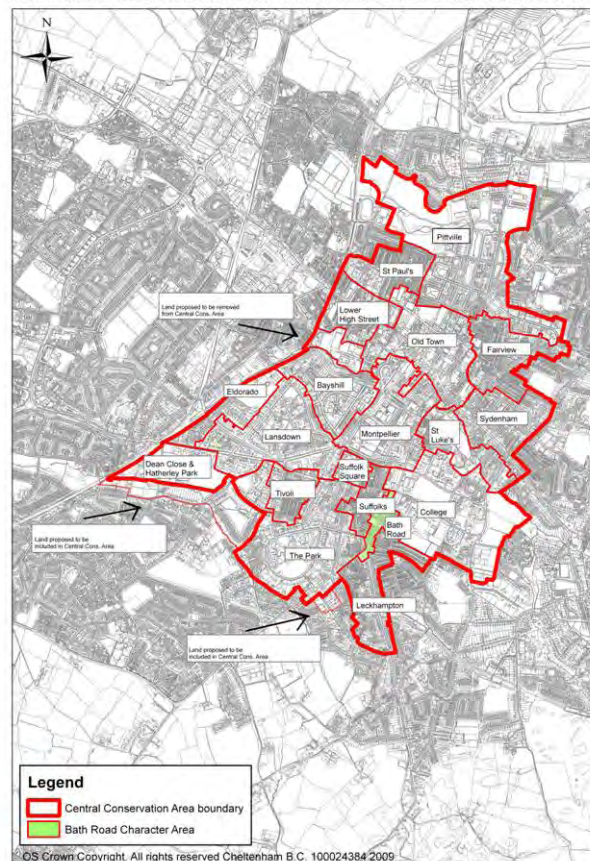 N
Pittville
St Paul's
Land proposed to be removed
from Central Cons. Area
Lower
High Street
Old Town
Fairview
Eldorado
Bayshill
Sydenham
Lansdown
Montpellier
St
Luke's
Dean Close &
Hatherley Park
Suffolk
Square
Tivoli
Suffolks
College
Bath
Road
Land proposed to be
included in Central Cons. Area
The Park
Leckhampton
Land proposed to be
included in Central Cons. Area
Legend
Central Conservation Area boundary
Bath Road Character Area
OS Crown Copyright. All rights reserved Cheltenham B.C. 100024384 2009